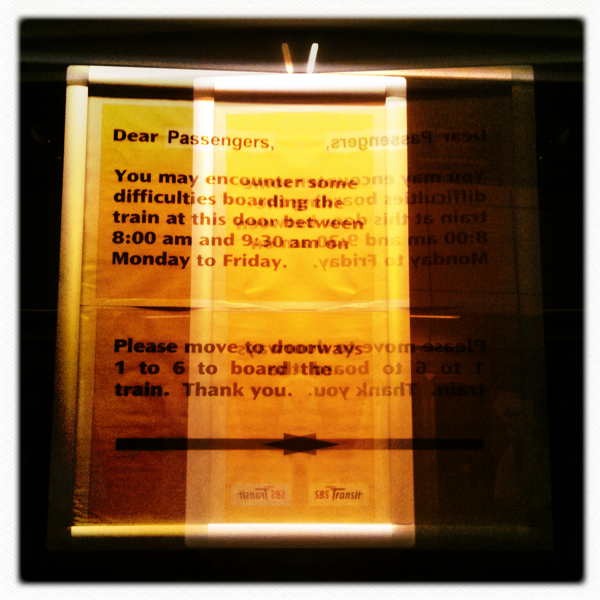 Dear Passengers,
You may encounter some
difficulties boarding the
train at this door between
8:00 am and 9:30 am on
Monday to Friday.
Please move to doorways
1 to 6 to board the
train. Thank you.
SBS Transit